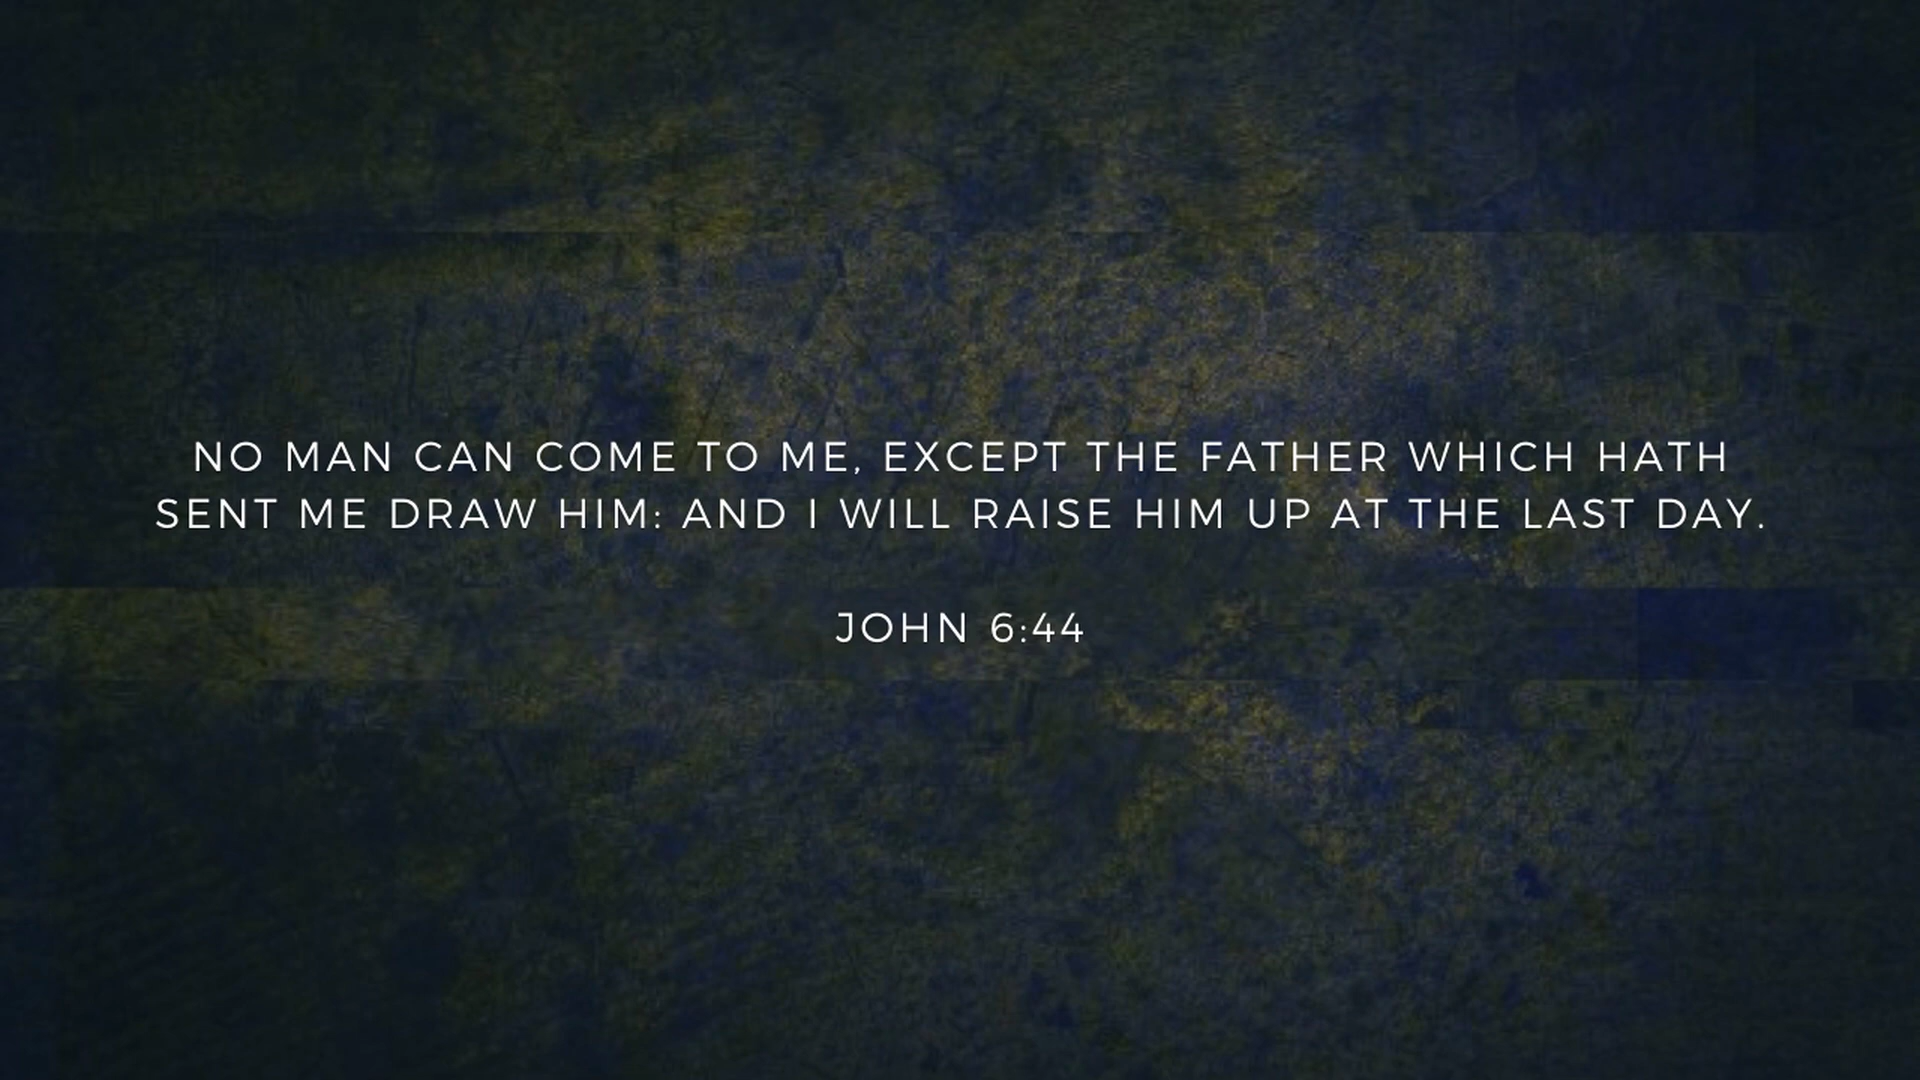 NO MAN CAN COME TO ME, EXCEPT THE FATHER WHICH HATH
SENT ME DRAW HIM: AND I WILL RAISE HIM UP AT THE LAST DAY.
JOHN 6:44